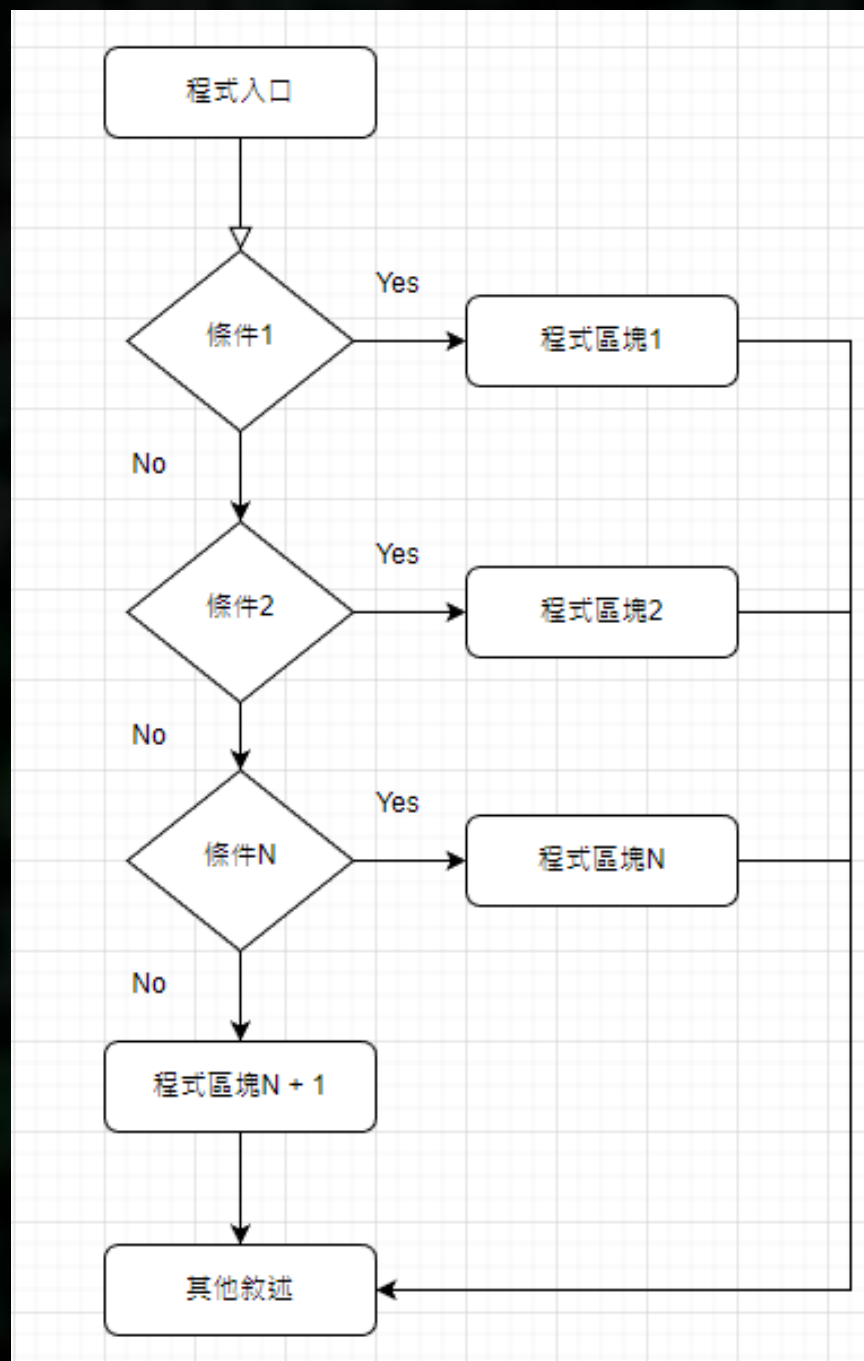 程式入口
Yes
條件1
程式區塊1
No
Yes
條件2
程式區塊2
No
Yes
條件N
程式區塊N
No
程式區塊N + 1
其他敘述